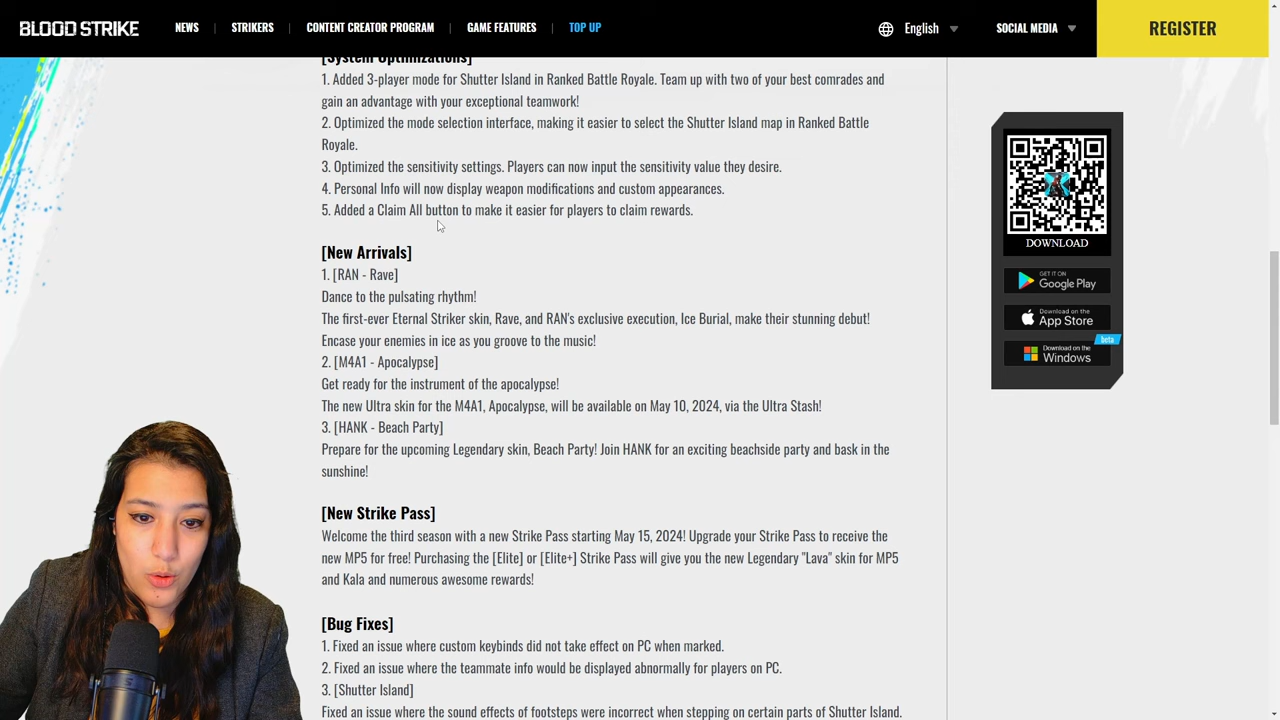 BLOOD STRIKE
NEWS
STRIKERS
CONTENT CREATOR PROGRAM
GAME FEATURES
TOP UP
English
SOCIAL MEDIA
REGISTER
[System Optimizations]
1. Added 3-player mode for Shutter Island in Ranked Battle Royale. Team up with two of your best comrades and
gain an advantage with your exceptional teamwork!
2. Optimized the mode selection interface, making it easier to select the Shutter Island map in Ranked Battle
Royale.
3. Optimized the sensitivity settings. Players can now input the sensitivity value they desire.
4. Personal Info will now display weapon modifications and custom appearances.
5. Added a Claim All button to make it easier for players to claim rewards.
[New Arrivals]
1. [RAN - Rave]
Dance to the pulsating rhythm!
The first-ever Eternal Striker skin, Rave, and RAN's exclusive execution, Ice Burial, make their stunning debut!
Encase your enemies in ice as you groove to the music!
2. [M4A1 - Apocalypse]
Get ready for the instrument of the apocalypse!
The new Ultra skin for the M4A1, Apocalypse, will be available on May 10, 2024, via the Ultra Stash!
3. [HANK - Beach Party]
Prepare for the upcoming Legendary skin, Beach Party! Join HANK for an exciting beachside party and bask in the
sunshine!
[New Strike Pass]
Welcome the third season with a new Strike Pass starting May 15, 2024! Upgrade your Strike Pass to receive the
new MP5 for free! Purchasing the [Elite] or [Elite+] Strike Pass will give you the new Legendary "Lava" skin for MP5
and Kala and numerous awesome rewards!
[Bug Fixes]
1. Fixed an issue where custom keybinds did not take effect on PC when marked.
2. Fixed an issue where the teammate info would be displayed abnormally for players on PC.
3. [Shutter Island]
Fixed an issue where the sound effects of footsteps were incorrect when stepping on certain parts of Shutter Island.
DOWNLOAD
GET IT ON
Google Play
Download on the
App Store
beta
Download on the
Windows